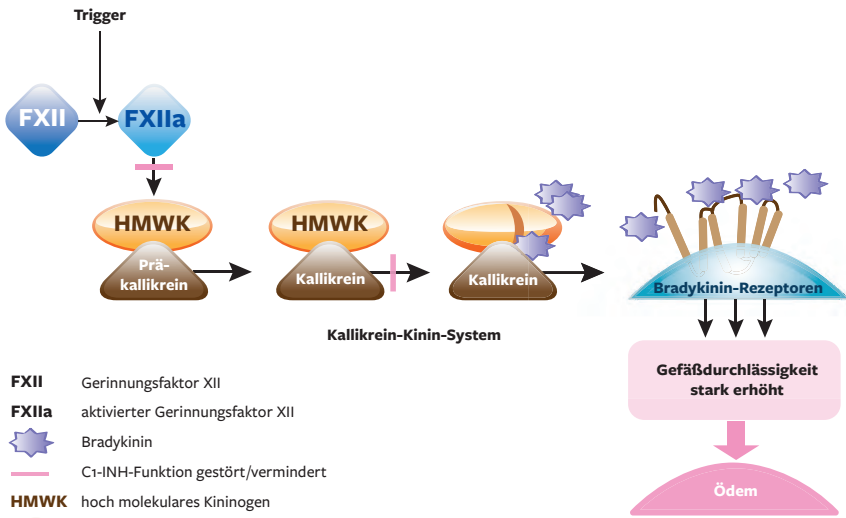 Trigger
FXII
FXIIa
HMWK
Prä-
kallikrein
HMWK
Kallikrein
Kallikrein
Bradykinin-Rezeptoren
Kallikrein-Kinin-System
Gefäßdurchlässigkeit
stark erhöht
Ödem
FXII Gerinnungsfaktor XII
FXIIa aktivierter Gerinnungsfaktor XII
Bradykinin
C1-INH-Funktion gestört/vermindert
HMWK hoch molekulares Kininogen